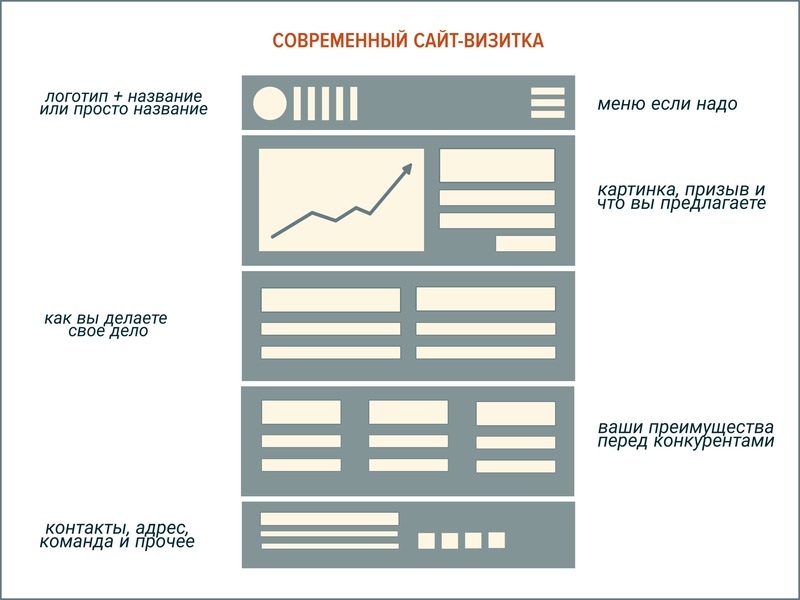 СОВРЕМЕННЫЙ САЙТ-ВИЗИТКА
логотип + название
или просто название
меню если надо
картинка, призыв и
что вы предлагаете
как вы делаете
свое дело
ваши преимущества
перед конкурентами
контакты, адрес,
команда и прочее